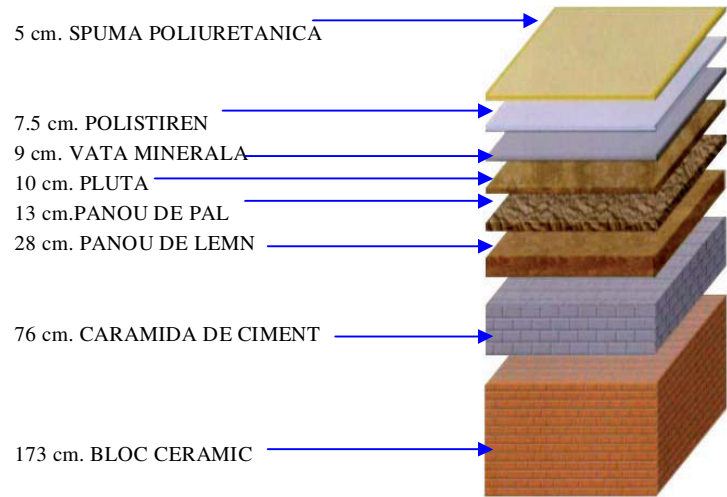 5 cm. SPUMA POLIURETANICA
7.5 cm. POLISTIREN
9 cm. VATA MINERALA
10 cm. PLUTA
13 cm.PANOU DE PAL
28 cm. PANOU DE LEMN
76 cm. CARAMIDA DE CIMENT
173 cm. BLOC CERAMIC